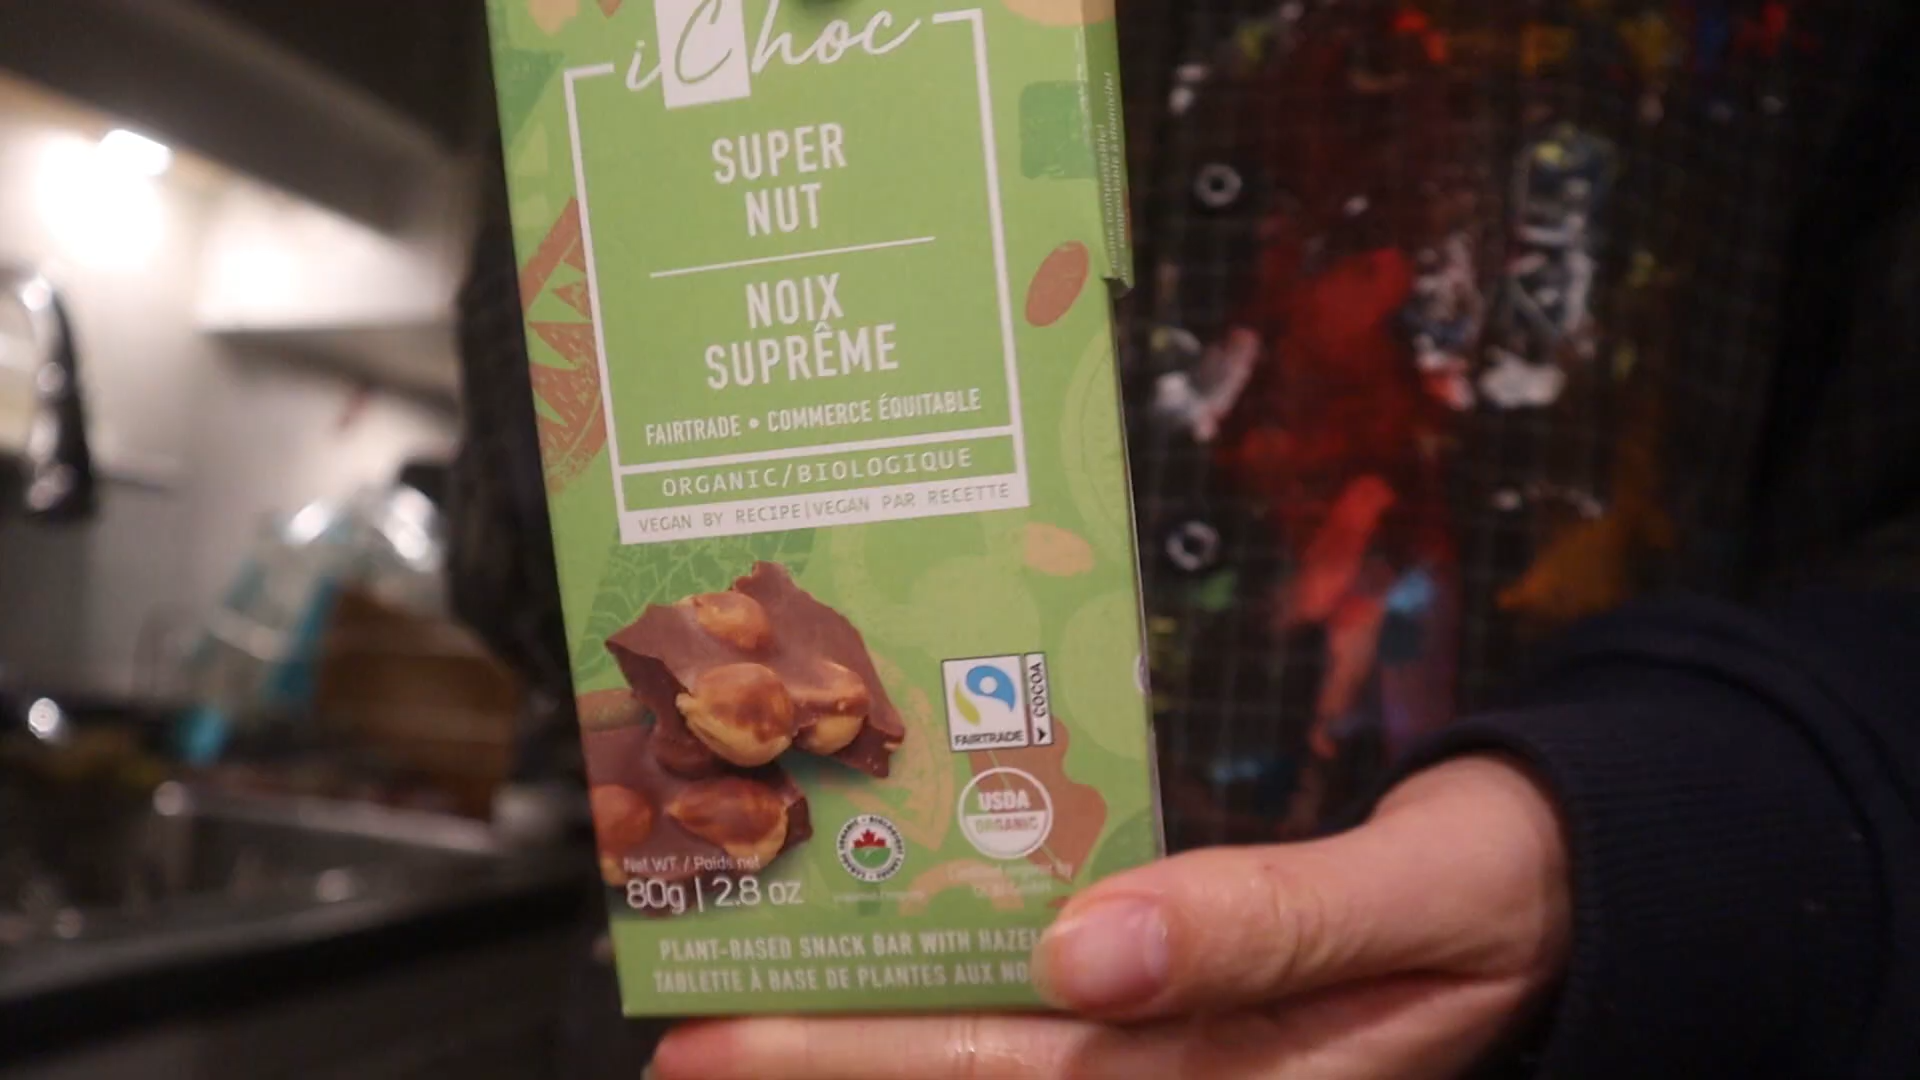 iChoc
SUPER
NUT
NOIX
SUPRÊME
FAIRTRADE • COMMERCE ÉQUITABLE
ORGANIC/BIOLOGIQUE
VEGAN BY RECIPE|VEGAN PAR RECETTE
FAIRTRADE
COCOA
USDA
ORGANIC
Net WT. / Poids net
80g | 2.8 oz
PLANT-BASED SNACK BAR WITH
TABLETTE À BASE DE PLANTES AUX